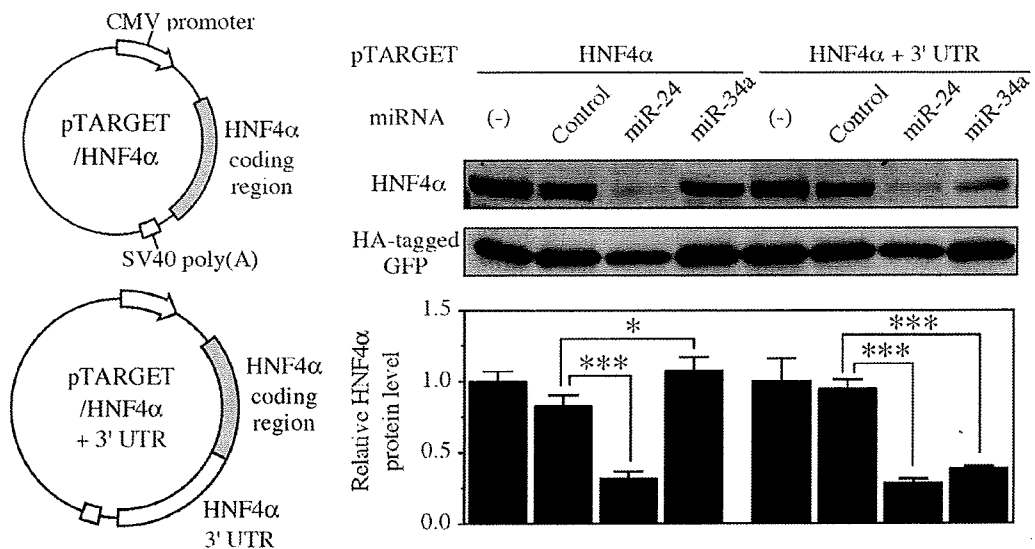 CMV promoter
pTARGET
/HNF4α
HNF4α
coding
region
SV40 poly(A)
pTARGET
/HNF4α
+ 3' UTR
HNF4α
coding
region
HNF4α
3' UTR
pTARGET HNF4α HNF4α + 3' UTR
miRNA (-) Control miR-24 miR-34a (-) Control miR-24 miR-34a
HNF4α
HA-tagged
GFP
Relative HNF4α
protein level
1.5
1.0
0.5
0.0
* ***
*** ***